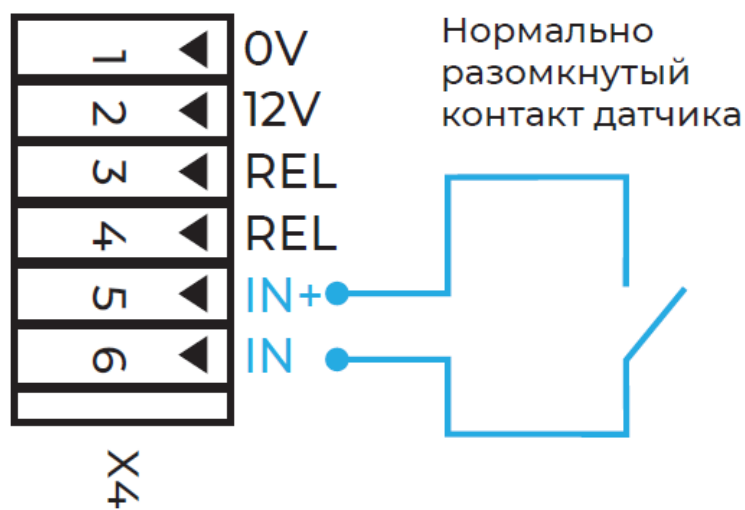 1 0V
2 12V
3 REL
4 REL
5 IN+
6 IN
X4
Нормально
разомкнутый
контакт датчика